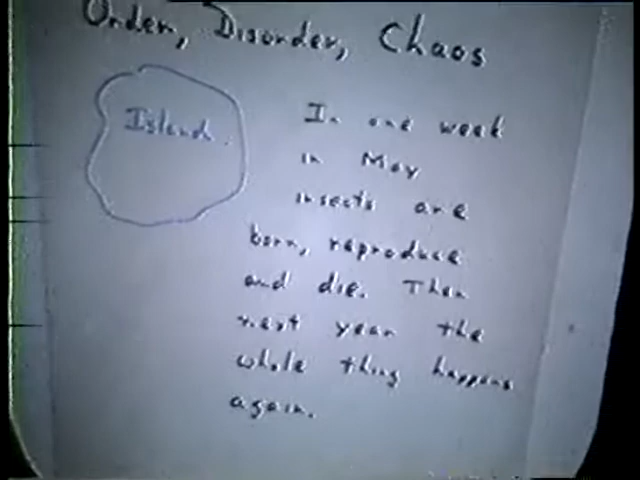 Order, Disorder, Chaos
Island.
In one week
in May
insects are
born, reproduce
and die. Then
next year the
whole thing happens
again.